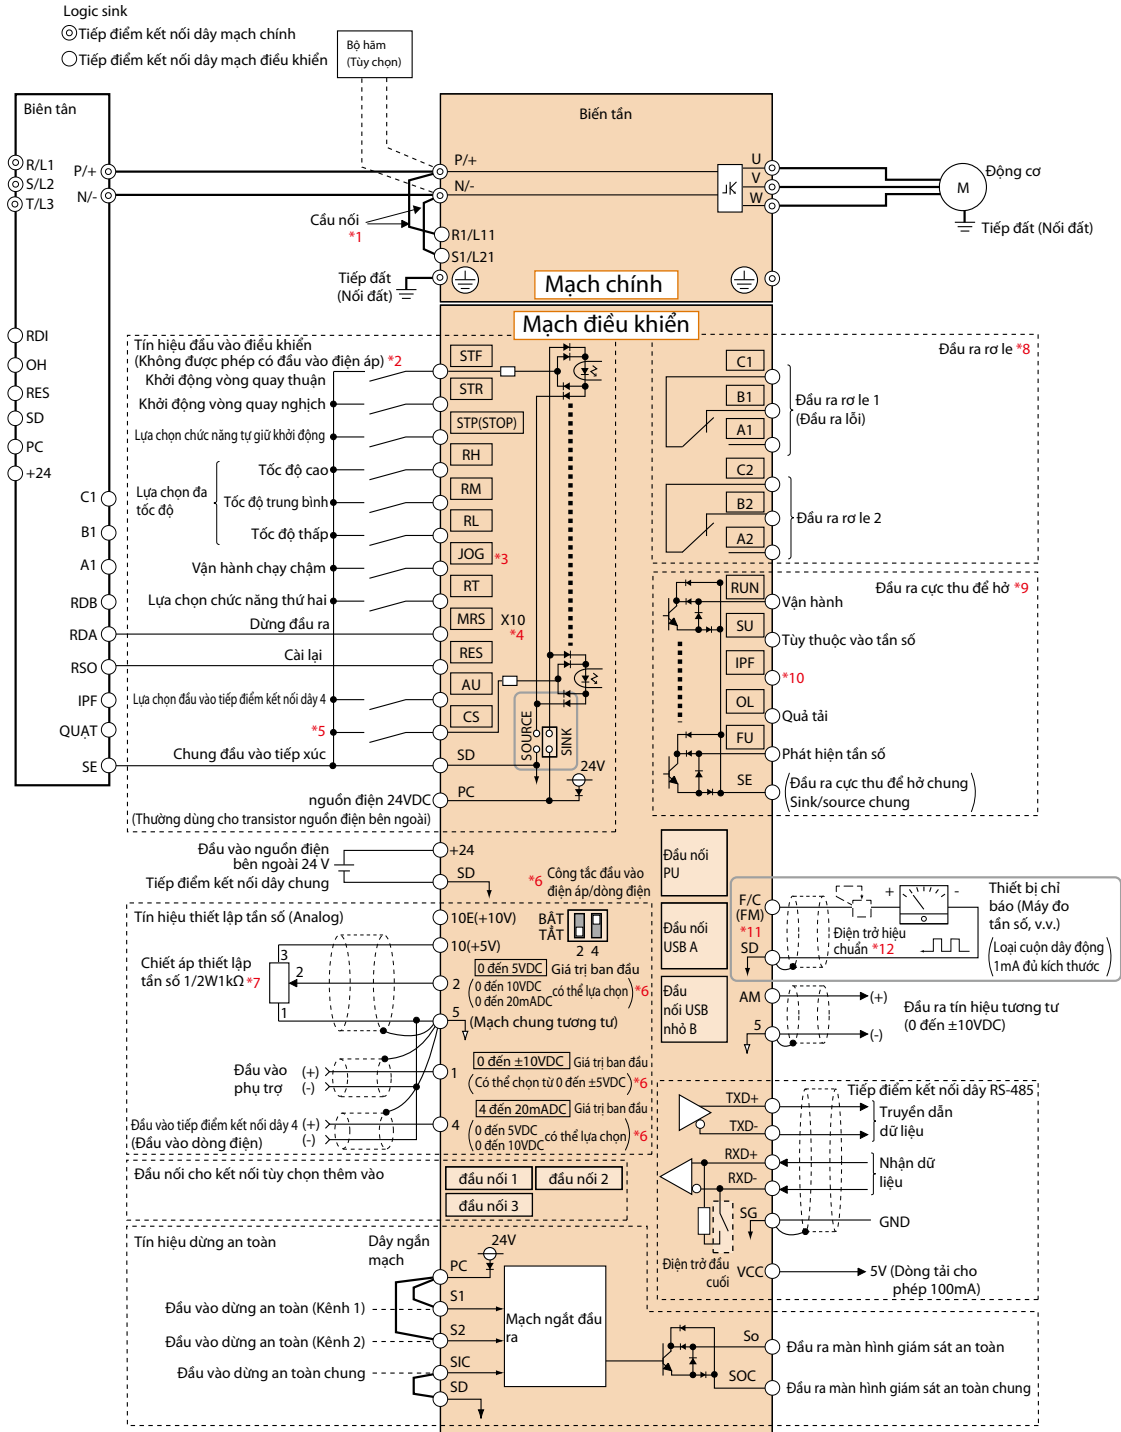 Logic sink
Tiếp điểm kết nối dây mạch chính
Tiếp điểm kết nối dây mạch điều khiển
Bộ hãm
(Tùy chọn)
Biên tân
R/L1
S/L2
T/L3
P/+
N/-
RDI
OH
RES
SD
PC
+24
C1
B1
A1
RDB
RDA
RSO
IPF
QUẠT
SE
Biến tần
P/+
N/-
Cầu nối
*1
R1/L11
S1/L21
Tiếp đất
(Nối đất)
U
V
W
M
Động cơ
Tiếp đất (Nối đất)
Mạch chính
Mạch điều khiển
Tín hiệu đầu vào điều khiển
(Không được phép có đầu vào điện áp) *2
Khởi động vòng quay thuận
Khởi động vòng quay nghịch
Lựa chọn chức năng tự giữ khởi động
Lựa chọn đa
tốc độ
Tốc độ cao
Tốc độ trung bình
Tốc độ thấp
Vận hành chạy chậm
Lựa chọn chức năng thứ hai
Dừng đầu ra
Cài lại
Lựa chọn đầu vào tiếp điểm kết nối dây 4
*5
Chung đầu vào tiếp xúc
nguồn điện 24VDC
(Thường dùng cho transistor nguồn điện bên ngoài)
STF
STR
STP(STOP)
RH
RM
RL
JOG *3
RT
MRS X10
*4
RES
AU
CS
SD
PC
SOURCE
SINK
24V
Đầu ra rơ le *8
C1
B1
A1
Đầu ra rơ le 1
(Đầu ra lỗi)
C2
B2
A2
Đầu ra rơ le 2
Đầu ra cực thu để hở *9
RUN
Vận hành
SU
Tùy thuộc vào tần số
IPF
*10
OL
Quả tải
FU
Phát hiện tần số
SE
(Đầu ra cực thu để hở chung
Sink/source chung)
Đầu vào nguồn điện
bên ngoài 24 V
Tiếp điểm kết nối dây chung
+24
SD
*6 Công tắc đầu vào
điện áp/dòng điện
BẬT
TẮT
2 4
Tín hiệu thiết lập tần số (Analog)
Chiết áp thiết lập
tần số 1/2W1kΩ *7
3
2
1
10E(+10V)
10(+5V)
2
0 đến 5VDC Giá trị ban đầu
(0 đến 10VDC
0 đến 20mADC có thể lựa chọn) *6
5
(Mạch chung tương tư)
Đầu vào
phụ trợ
(+)
(-)
1
0 đến ±10VDC Giá trị ban đầu
(Có thể chọn từ 0 đến ±5VDC) *6
Đầu vào tiếp điểm kết nối dây 4 (+)
(Đầu vào dòng điện) (-)
4
4 đến 20mADC Giá trị ban đầu
(0 đến 5VDC
0 đến 10VDC có thể lựa chọn) *6
Đầu nối
PU
Đầu nối
USB A
Đầu
nối USB
nhỏ B
F/C
(FM)
*11
SD
Điện trở hiệu
chuẩn *12
+
-
Thiết bị chỉ
báo (Máy đo
tần số, v.v.)
(Loại cuộn dây động
1mA đủ kích thước)
AM
5
(+)
(-)
Đầu ra tín hiệu tương tư
(0 đến ±10VDC)
Tiếp điểm kết nối dây RS-485
TXD+
TXD-
Truyền dẫn
dữ liệu
RXD+
RXD-
Nhận dữ
liệu
SG
GND
Điện trở đầu
cuối
VCC
5V (Dòng tải cho
phép 100mA)
Đầu nối cho kết nối tùy chọn thêm vào
đầu nối 1
đầu nối 2
đầu nối 3
Tín hiệu dừng an toàn
Dây ngắn
mạch
24V
PC
S1
S2
SIC
SD
Đầu vào dừng an toàn (Kênh 1)
Đầu vào dừng an toàn (Kênh 2)
Đầu vào dừng an toàn chung
Mạch ngắt đầu
ra
So
Đầu ra màn hình giám sát an toàn
SOC
Đầu ra màn hình giám sát an toàn chung